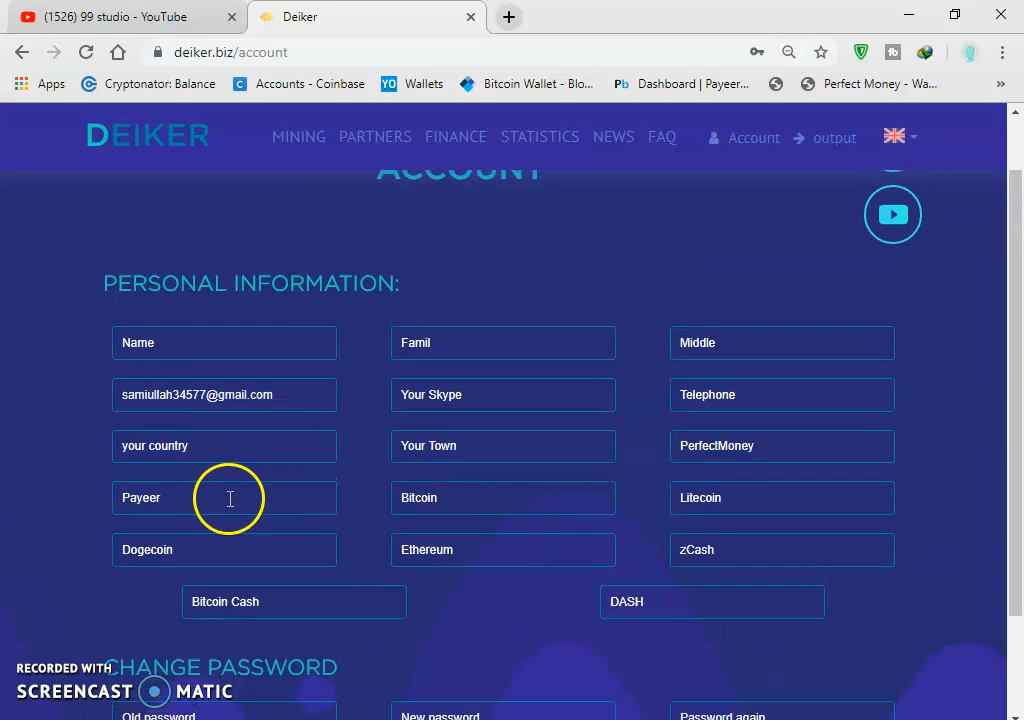 (1526) 99 studio - YouTube
Deiker
deiker.biz/account
Apps
Cryptonator: Balance
Accounts - Coinbase
YO Wallets
Bitcoin Wallet - Blo...
Pb Dashboard | Payeer...
Perfect Money - Wa...
»
DEIKER
MINING PARTNERS FINANCE STATISTICS NEWS FAQ
Account
output
ACCOUNT
PERSONAL INFORMATION:
Name
Famil
Middle
samiullah34577@gmail.com
Your Skype
Telephone
your country
Your Town
PerfectMoney
Payeer
Bitcoin
Litecoin
Dogecoin
Ethereum
zCash
Bitcoin Cash
DASH
CHANGE PASSWORD
Old password
New password
Password again
RECORDED WITH
SCREENCAST MATIC